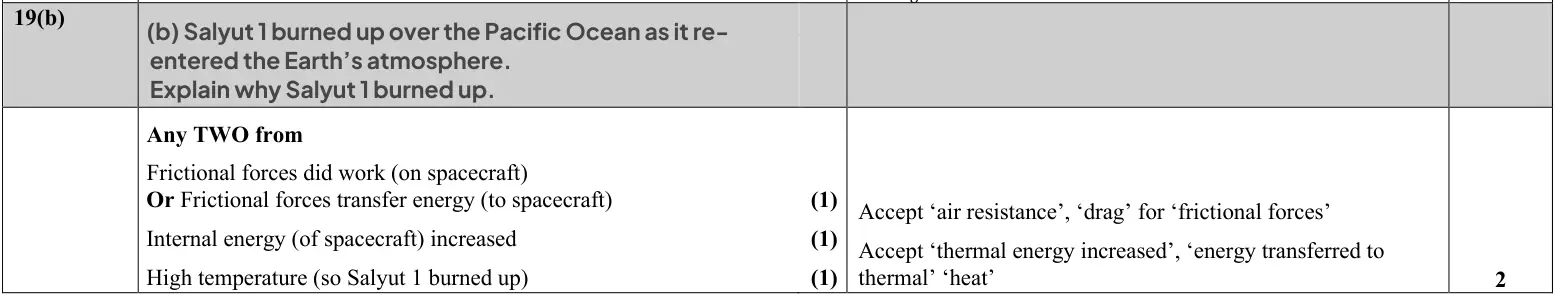 19(b)
(b) Salyut 1 burned up over the Pacific Ocean as it re-
entered the Earth's atmosphere.
Explain why Salyut 1 burned up.
Any TWO from
Frictional forces did work (on spacecraft)
Or Frictional forces transfer energy (to spacecraft) (1)
Accept ‘air resistance’, ‘drag’ for ‘frictional forces’
Internal energy (of spacecraft) increased (1)
Accept ‘thermal energy increased’, ‘energy transferred to
High temperature (so Salyut 1 burned up) (1)
thermal’ ‘heat’
2